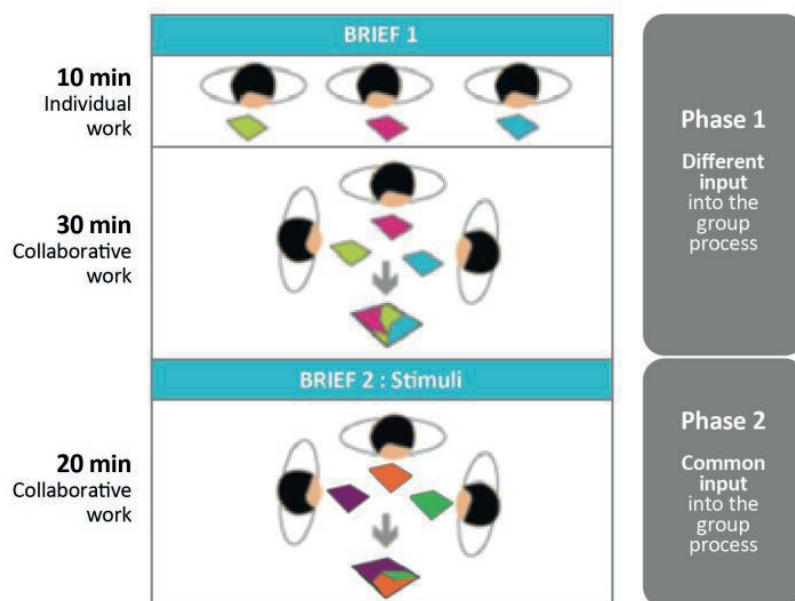 BRIEF 1
10 min
Individual
work
30 min
Collaborative
work
Phase 1
Different
input
into the
group
process
BRIEF 2 : Stimuli
20 min
Collaborative
work
Phase 2
Common
input
into the
group
process